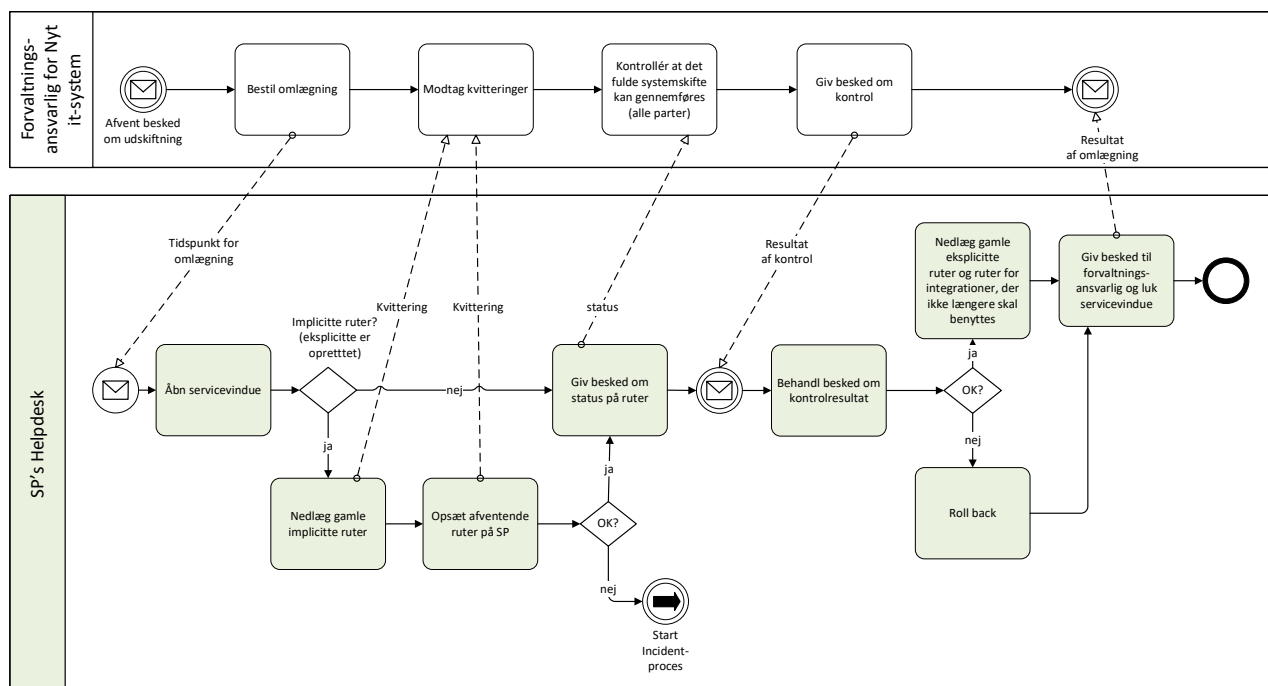 Forvaltnings-
ansvarlig for Nyt
it-system
Afvent besked
om udskiftning
Bestil omlægning
Modtag kvitteringer
Kontrollér at det
fulde systemskifte
kan gennemføres
(alle parter)
Giv besked om
kontrol
Resultat
af omlægning
SP's Helpdesk
Tidspunkt for
omlægning
Kvittering
Kvittering
status
Resultat
af kontrol
Åbn servicevindue
Implicitte ruter?
(eksplicitte er
opretttet)
nej
ja
Nedlæg gamle
implicitte ruter
Opsæt afventende
ruter på SP
OK?
ja
nej
Start
Incident-
proces
Giv besked om
status på ruter
Behandl besked om
kontrolresultat
OK?
ja
nej
Nedlæg gamle
eksplicitte
ruter og ruter for
integrationer, der
ikke længere skal
benyttes
Roll back
Giv besked til
forvaltnings-
ansvarlig og luk
servicevindue